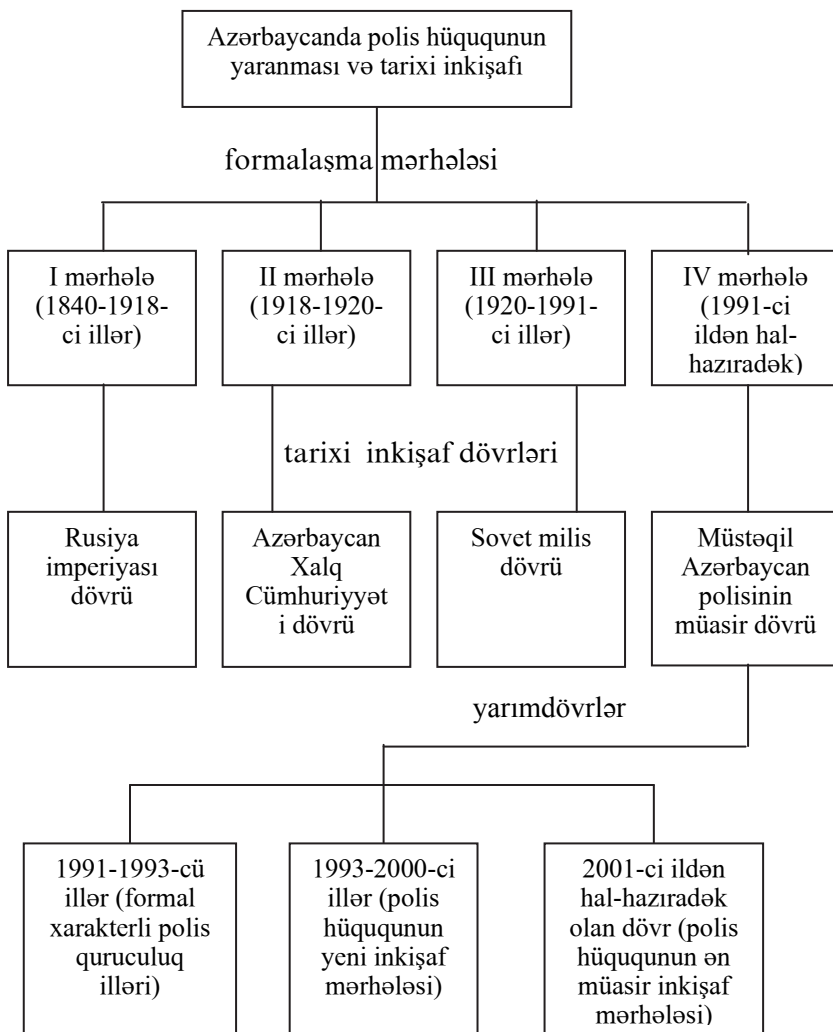 Azərbaycanda polis hüququnun
yaranması və tarixi inkişafı
formalaşma mərhələsi
I mərhələ
(1840-1918-
ci illər)
II mərhələ
(1918-1920-
ci illər)
III mərhələ
(1920-1991-
ci illər)
IV mərhələ
(1991-ci
ildən hal-
hazıradək)
tarixi inkişaf dövrləri
Rusiya
imperiyası
dövrü
Azərbaycan
Xalq
Cümhuriyyət
i dövrü
Sovet milis
dövrü
Müstəqil
Azərbaycan
polisinin
müasir dövrü
yarımdövrlər
1991-1993-cü
illər (formal
xarakterli polis
quruculuq
illəri)
1993-2000-ci
illər (polis
hüququnun
yeni inkişaf
mərhələsi)
2001-ci ildən
hal-hazıradək
olan dövr (polis
hüququnun ən
müasir inkişaf
mərhələsi)